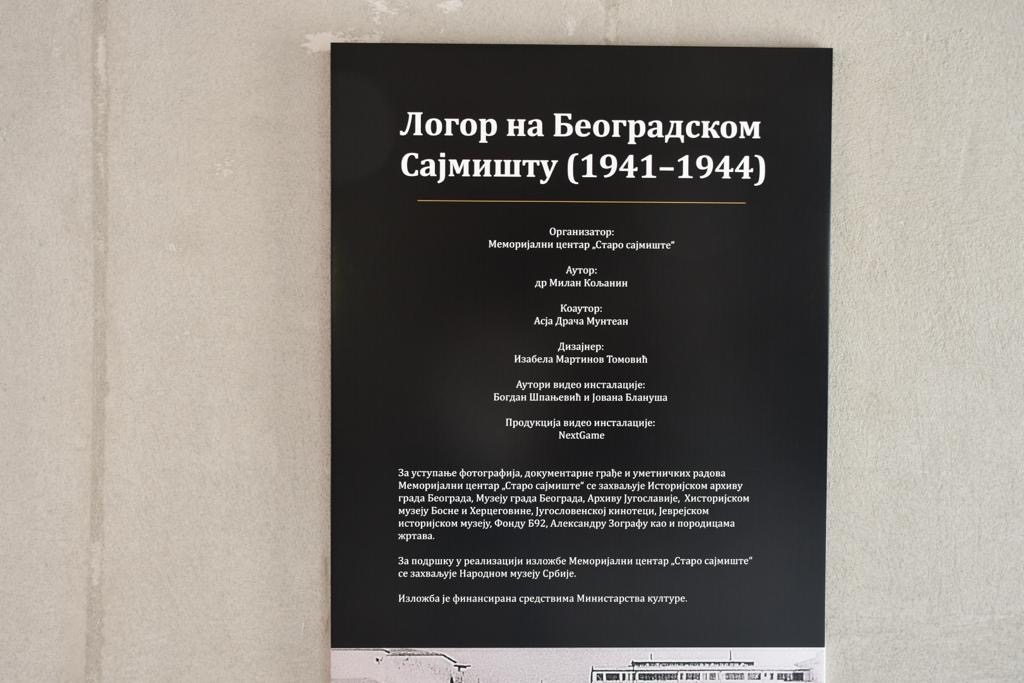 Логор на Београдском
Сајмишту (1941–1944)
Организатор:
Меморијални центар „Старо сајмиште“
Аутор:
др Милан Кољанин
Коаутор:
Асја Драча Мунтеан
Дизајнер:
Изабела Мартинов Томовић
Аутори видео инсталације:
Богдан Шпањевић и Јована Блануша
Продукција видео инсталације:
NextGame
За уступање фотографија, документарне грађе и уметничких радова
Меморијални центар „Старо сајмиште“ се захваљује Историјском архиву
града Београда, Музеју града Београда, Архиву Југославије, Хисторијском
музеју Босне и Херцеговине, Југословенској кинотеци, Јеврејском
историјском музеју, Фонду Б92, Александру Зографу као и породицама
жртава.
За подршку у реализацији изложбе Меморијални центар „Старо сајмиште“
се захваљује Народном музеју Србије.
Изложба је финансирана средствима Министарства културе.